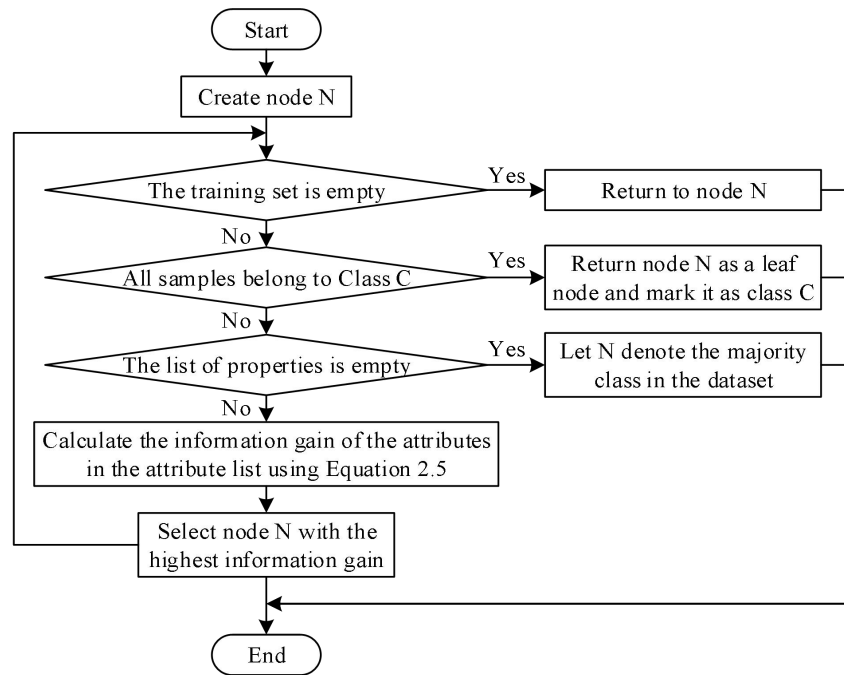 Start
Create node N
The training set is empty
Yes
Return to node N
No
All samples belong to Class C
Yes
Return node N as a leaf
node and mark it as class C
No
The list of properties is empty
Yes
Let N denote the majority
class in the dataset
No
Calculate the information gain of the attributes
in the attribute list using Equation 2.5
Select node N with the
highest information gain
End